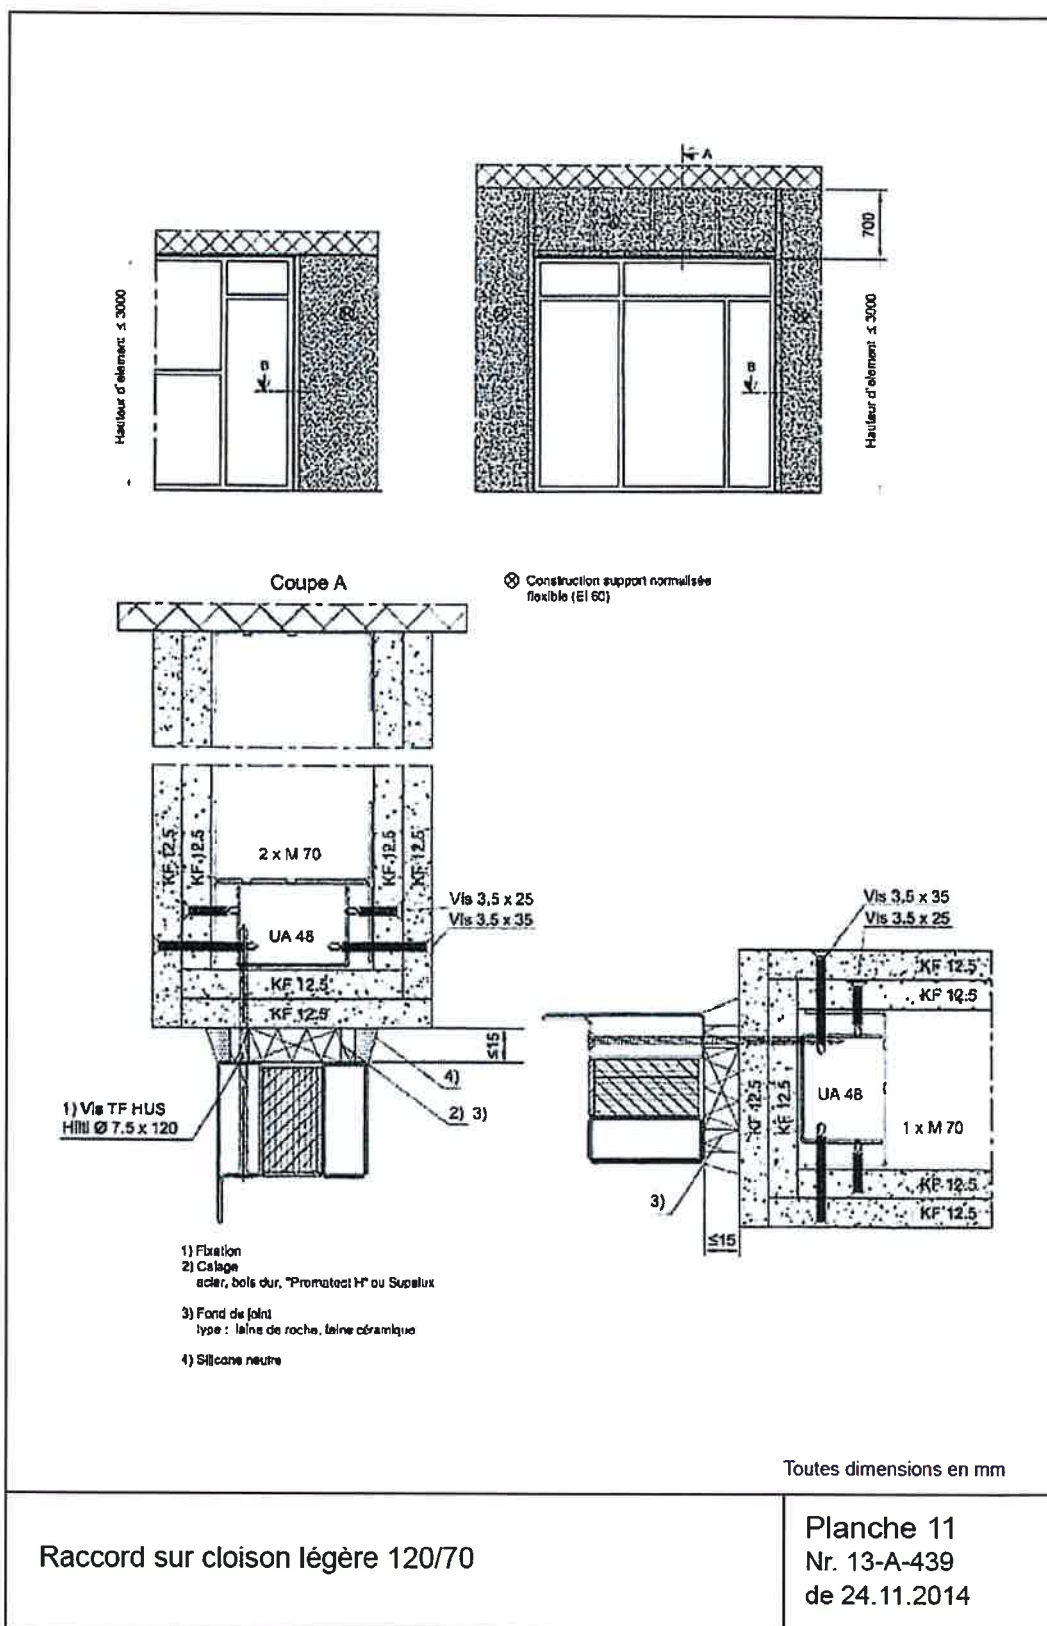 A
700
Hauteur d'element ≤ 3000
B
B
Hauteur d'element ≤ 3000
Coupe A
⊗ Construction support normalisée
flexible (EI 60)
KF 12.5
KF 12.5
2 x M 70
KF 12.5
KF 12.5
Vis 3,5 x 25
Vis 3,5 x 35
UA 48
KF 12.5
KF 12.5
≤15
4)
2) 3)
1) Vis TF HUS
Hilti Ø 7.5 x 120
Vis 3,5 x 35
Vis 3,5 x 25
KF 12.5
KF 12.5
KF 12.5
KF 12.5
UA 48
1 x M 70
KF 12.5
KF 12.5
3)
≤15
1) Fixation
2) Calage
acier, bois dur, "Promatect H" ou Supalux
3) Fond de joint
type : laine de roche, laine céramique
4) Silicone neutre
Toutes dimensions en mm
Raccord sur cloison légère 120/70
Planche 11
Nr. 13-A-439
de 24.11.2014